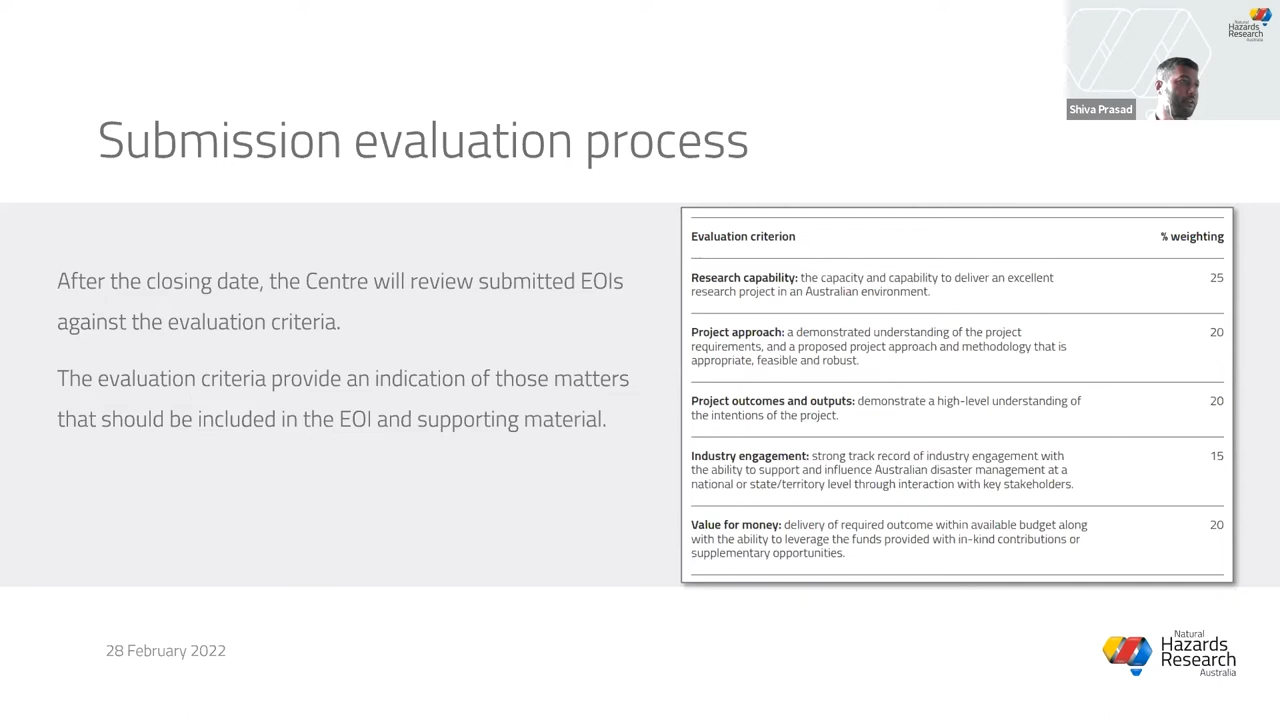 Natural
Hazards
Research
Australia
Shiva Prasad
Submission evaluation process
After the closing date, the Centre will review submitted EOIs
against the evaluation criteria.
The evaluation criteria provide an indication of those matters
that should be included in the EOI and supporting material.
Evaluation criterion % weighting
Research capability: the capacity and capability to deliver an excellent 25
research project in an Australian environment.
Project approach: a demonstrated understanding of the project 20
requirements, and a proposed project approach and methodology that is
appropriate, feasible and robust.
Project outcomes and outputs: demonstrate a high-level understanding of 20
the intentions of the project.
Industry engagement: strong track record of industry engagement with 15
the ability to support and influence Australian disaster management at a
national or state/territory level through interaction with key stakeholders.
Value for money: delivery of required outcome within available budget along 20
with the ability to leverage the funds provided with in-kind contributions or
supplementary opportunities.
28 February 2022
Natural
Hazards
Research
Australia